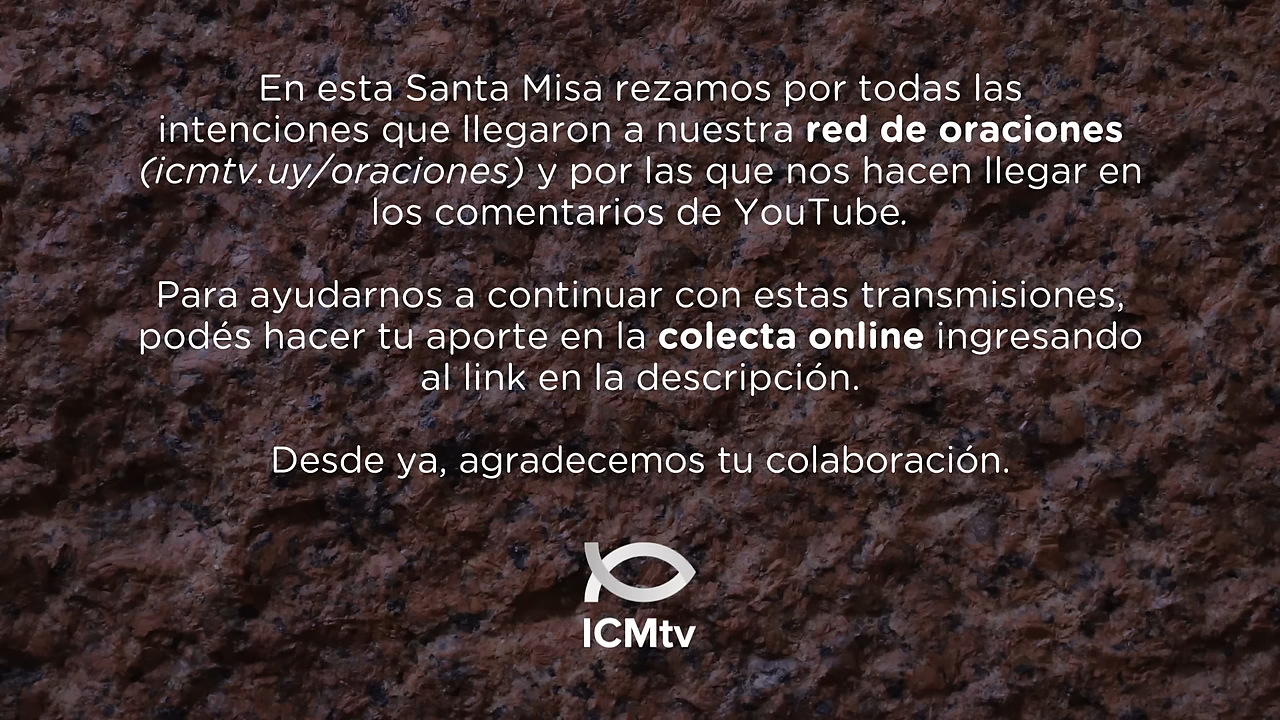 En esta Santa Misa rezamos por todas las
intenciones que llegaron a nuestra red de oraciones
(icmtv.uy/oraciones) y por las que nos hacen llegar en
los comentarios de YouTube.
Para ayudarnos a continuar con estas transmisiones,
podés hacer tu aporte en la colecta online ingresando
al link en la descripción.
Desde ya, agradecemos tu colaboración.
ICMtv